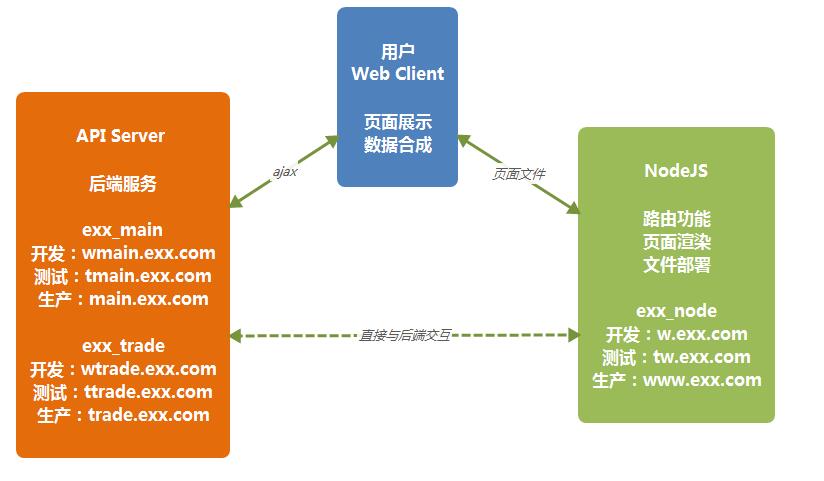 用户
Web Client
页面展示
数据合成
API Server
后端服务
exx_main
开发：wmain.exx.com
测试：tmain.exx.com
生产：main.exx.com
exx_trade
开发：wtrade.exx.com
测试：ttrade.exx.com
生产：trade.exx.com
ajax
页面文件
直接与后端交互
NodeJS
路由功能
页面渲染
文件部署
exx_node
开发：w.exx.com
测试：tw.exx.com
生产：www.exx.com